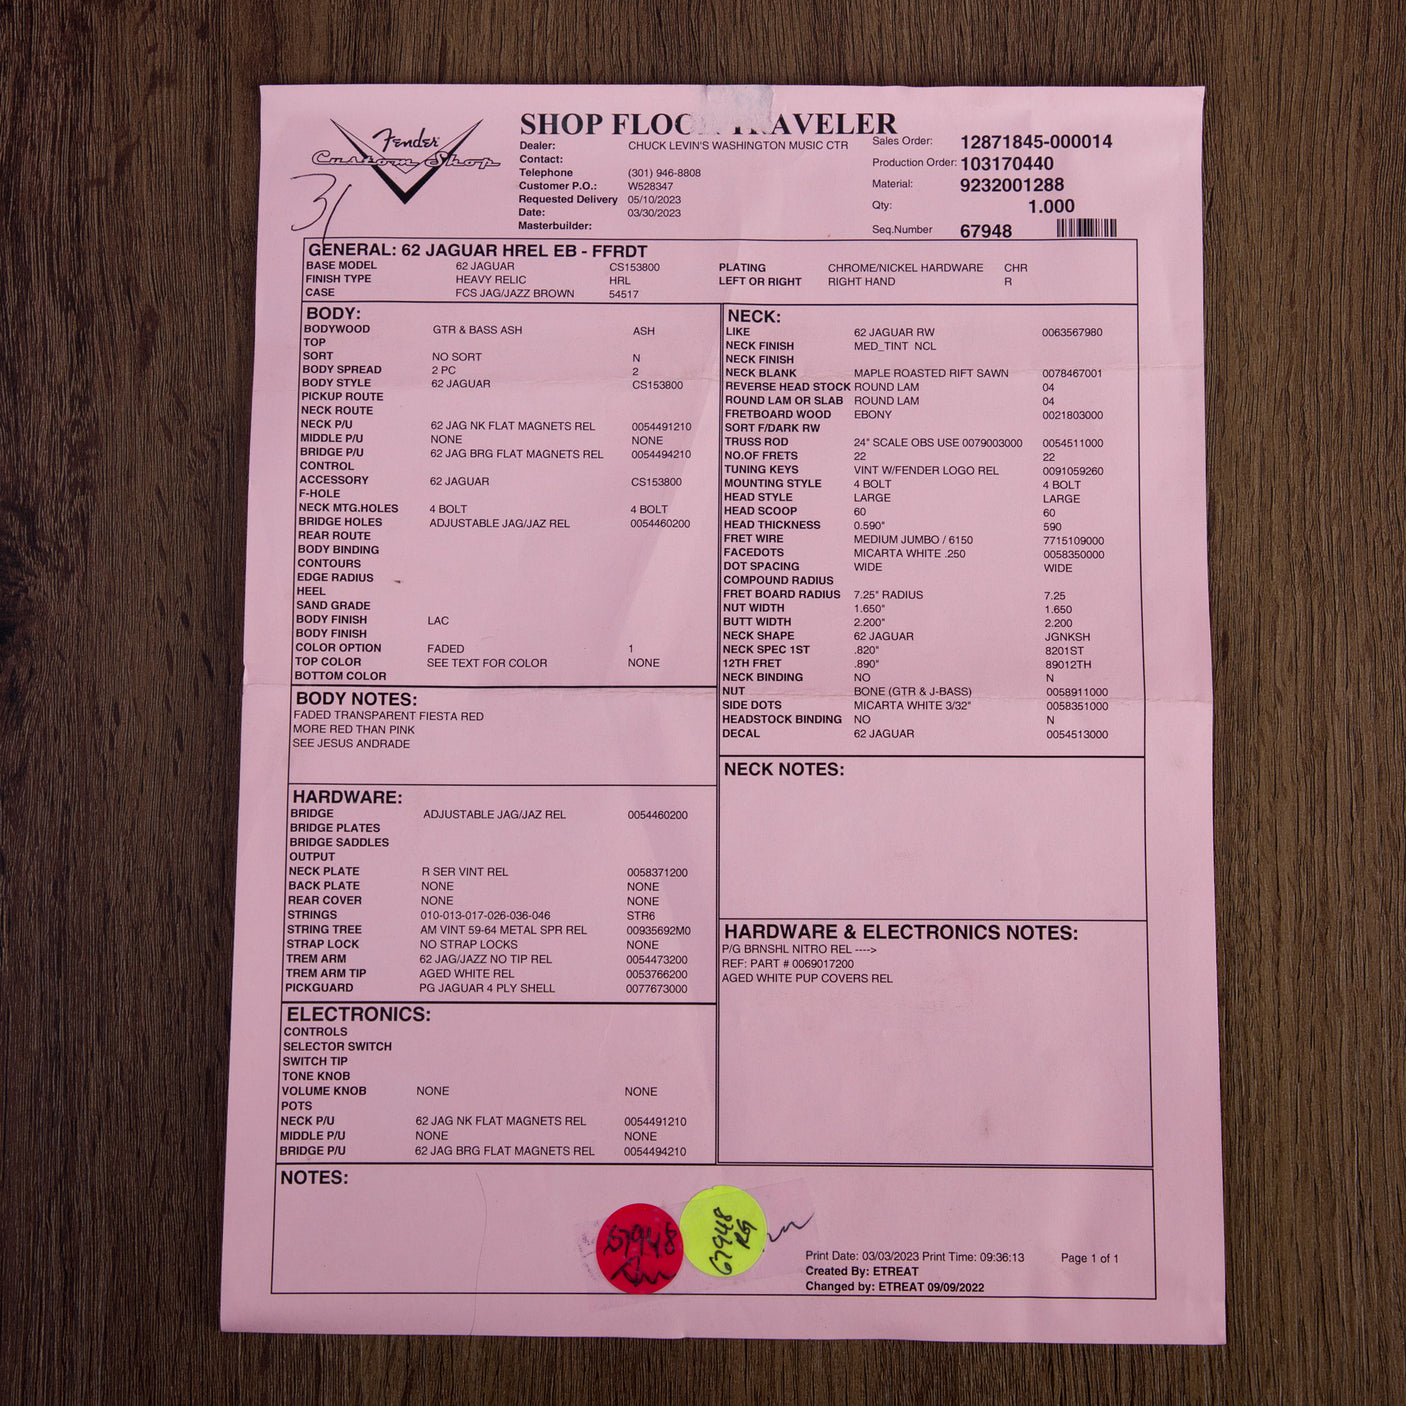 Fender
Custom Shop
31
SHOP FLOOR TRAVELER
Dealer: CHUCK LEVIN'S WASHINGTON MUSIC CTR
Contact:
Telephone (301) 946-8808
Customer P.O.: W528347
Requested Delivery 05/10/2023
Date: 03/30/2023
Masterbuilder:
Sales Order: 12871845-000014
Production Order: 103170440
Material: 9232001288
Qty: 1.000
Seq.Number 67948
GENERAL: 62 JAGUAR HREL EB - FFRDT
BASE MODEL 62 JAGUAR CS153800 PLATING CHROME/NICKEL HARDWARE CHR
FINISH TYPE HEAVY RELIC HRL LEFT OR RIGHT RIGHT HAND R
CASE FCS JAG/JAZZ BROWN 54517
BODY:
BODYWOOD GTR & BASS ASH ASH
TOP
SORT NO SORT N
BODY SPREAD 2 PC 2
BODY STYLE 62 JAGUAR CS153800
PICKUP ROUTE
NECK ROUTE
NECK P/U 62 JAG NK FLAT MAGNETS REL 0054491210
MIDDLE P/U NONE NONE
BRIDGE P/U 62 JAG BRG FLAT MAGNETS REL 0054494210
CONTROL
ACCESSORY 62 JAGUAR CS153800
F-HOLE
NECK MTG.HOLES 4 BOLT 4 BOLT
BRIDGE HOLES ADJUSTABLE JAG/JAZ REL 0054460200
REAR ROUTE
BODY BINDING
CONTOURS
EDGE RADIUS
HEEL
SAND GRADE
BODY FINISH LAC
BODY FINISH
COLOR OPTION FADED 1
TOP COLOR SEE TEXT FOR COLOR NONE
BOTTOM COLOR
BODY NOTES:
FADED TRANSPARENT FIESTA RED
MORE RED THAN PINK
SEE JESUS ANDRADE
HARDWARE:
BRIDGE ADJUSTABLE JAG/JAZ REL 0054460200
BRIDGE PLATES
BRIDGE SADDLES
OUTPUT
NECK PLATE R SER VINT REL 0058371200
BACK PLATE NONE NONE
REAR COVER NONE NONE
STRINGS 010-013-017-026-036-046 STR6
STRING TREE AM VINT 59-64 METAL SPR REL 00935692M0
STRAP LOCK NO STRAP LOCKS NONE
TREM ARM 62 JAG/JAZZ NO TIP REL 0054473200
TREM ARM TIP AGED WHITE REL 0053766200
PICKGUARD PG JAGUAR 4 PLY SHELL 0077673000
ELECTRONICS:
CONTROLS
SELECTOR SWITCH
SWITCH TIP
TONE KNOB
VOLUME KNOB NONE NONE
POTS
NECK P/U 62 JAG NK FLAT MAGNETS REL 0054491210
MIDDLE P/U NONE NONE
BRIDGE P/U 62 JAG BRG FLAT MAGNETS REL 0054494210
NECK:
LIKE 62 JAGUAR RW 0063567980
NECK FINISH MED_TINT NCL
NECK FINISH
NECK BLANK MAPLE ROASTED RIFT SAWN 0078467001
REVERSE HEAD STOCK ROUND LAM 04
ROUND LAM OR SLAB ROUND LAM 04
FRETBOARD WOOD EBONY 0021803000
SORT F/DARK RW
TRUSS ROD 24" SCALE OBS USE 0079003000 0054511000
NO.OF FRETS 22 22
TUNING KEYS VINT W/FENDER LOGO REL 0091059260
MOUNTING STYLE 4 BOLT 4 BOLT
HEAD STYLE LARGE LARGE
HEAD SCOOP 60 60
HEAD THICKNESS 0.590" 590
FRET WIRE MEDIUM JUMBO / 6150 7715109000
FACEDOTS MICARTA WHITE .250 0058350000
DOT SPACING WIDE WIDE
COMPOUND RADIUS
FRET BOARD RADIUS 7.25" RADIUS 7.25
NUT WIDTH 1.650" 1.650
BUTT WIDTH 2.200" 2.200
NECK SHAPE 62 JAGUAR JGNKSH
NECK SPEC 1ST .820" 8201ST
12TH FRET .890" 89012TH
NECK BINDING NO N
NUT BONE (GTR & J-BASS) 0058911000
SIDE DOTS MICARTA WHITE 3/32" 0058351000
HEADSTOCK BINDING NO N
DECAL 62 JAGUAR 0054513000
NECK NOTES:
HARDWARE & ELECTRONICS NOTES:
P/G BRNSHL NITRO REL ---->
REF: PART # 0069017200
AGED WHITE PUP COVERS REL
NOTES:
67948
67948
RG
Print Date: 03/03/2023 Print Time: 09:36:13 Page 1 of 1
Created By: ETREAT
Changed by: ETREAT 09/09/2022